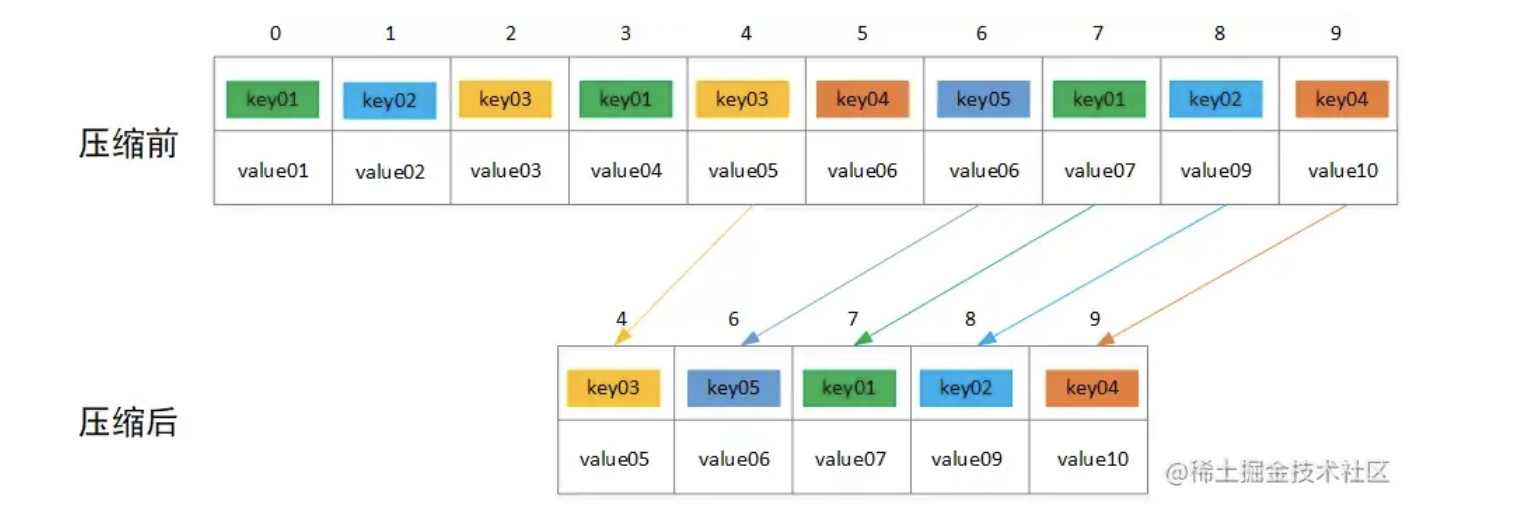 0 1 2 3 4 5 6 7 8 9
key01 key02 key03 key01 key03 key04 key05 key01 key02 key04
压缩前
value01 value02 value03 value04 value05 value06 value06 value07 value09 value10
4 6 7 8 9
key03 key05 key01 key02 key04
压缩后
value05 value06 value07 value09 value10
@稀土掘金技术社区